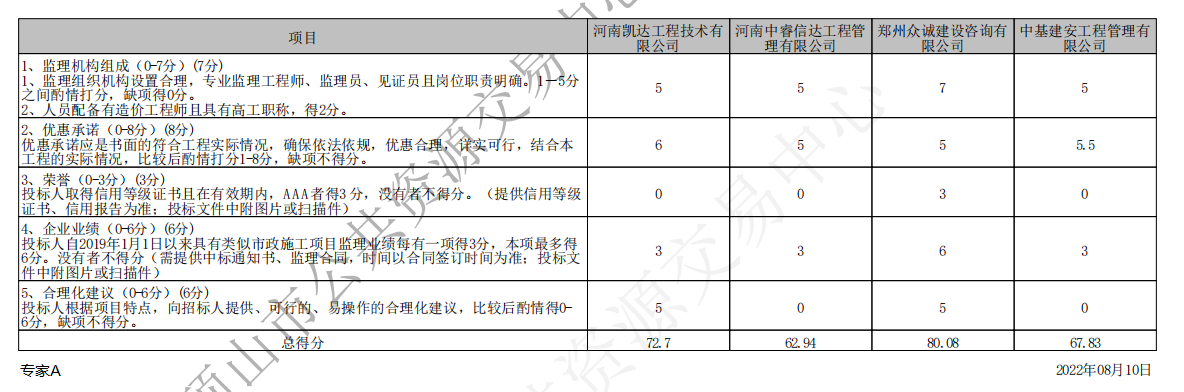 项目
河南凯达工程技术有
限公司
河南中睿信达工程管
理有限公司
郑州众诚建设咨询有
限公司
中基建安工程管理有
限公司
1、监理机构组成（0-7分）(7分)
1、监理组织机构设置合理，专业监理工程师、监理员、见证员且岗位职责明确。1—5分
之间酌情打分，缺项得0分。
2、人员配备有造价工程师且具有高工职称，得2分。
5
5
7
5
2、优惠承诺（0-8分）(8分)
优惠承诺应是书面的符合工程实际情况，确保依法依规，优惠合理，详实可行，结合本
工程的实际情况，比较后酌情打分1-8分，缺项不得分。
6
5
5
5.5
3、荣誉（0-3分）(3分)
投标人取得信用等级证书且在有效期内，AAA者得3 分，没有者不得分。（提供信用等级
证书、信用报告为准；投标文件中附图片或扫描件）
0
0
3
0
4、企业业绩（0-6分）(6分)
投标人自2019年1月1日以来具有类似市政施工项目监理业绩每有一项得3分，本项最多得
6分。没有者不得分（需提供中标通知书、监理合同，时间以合同签订时间为准；投标文
件中附图片或扫描件）
3
3
6
3
5、合理化建议（0-6分）(6分)
投标人根据项目特点，向招标人提供、可行的、易操作的合理化建议，比较后酌情得0-
6分，缺项不得分。
5
0
5
0
总得分
72.7
62.94
80.08
67.83
专家A
2022年08月10日
顶山市公共资源交易中心
共资源交易中心